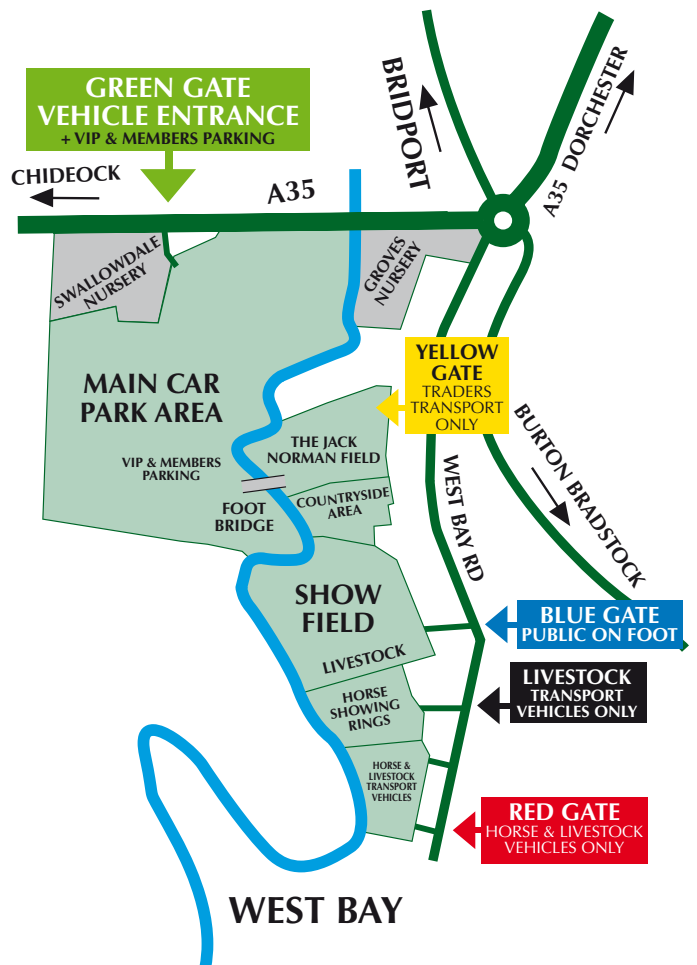 GREEN GATE
VEHICLE ENTRANCE
+ VIP & MEMBERS PARKING
CHIDEOCK
A35
BRIDPORT
A35 DORCHESTER
SWALLOWDALE
NURSERY
GROVES
NURSERY
YELLOW
GATE
TRADERS
TRANSPORT
ONLY
MAIN CAR
PARK AREA
VIP & MEMBERS
PARKING
THE JACK
NORMAN FIELD
FOOT
BRIDGE
COUNTRYSIDE
AREA
WEST BAY RD
BURTON BRADSTOCK
SHOW
FIELD
LIVESTOCK
BLUE GATE
PUBLIC ON FOOT
HORSE
SHOWING
RINGS
LIVESTOCK
TRANSPORT
VEHICLES ONLY
HORSE &
LIVESTOCK
TRANSPORT
VEHICLES
RED GATE
HORSE & LIVESTOCK
VEHICLES ONLY
WEST BAY